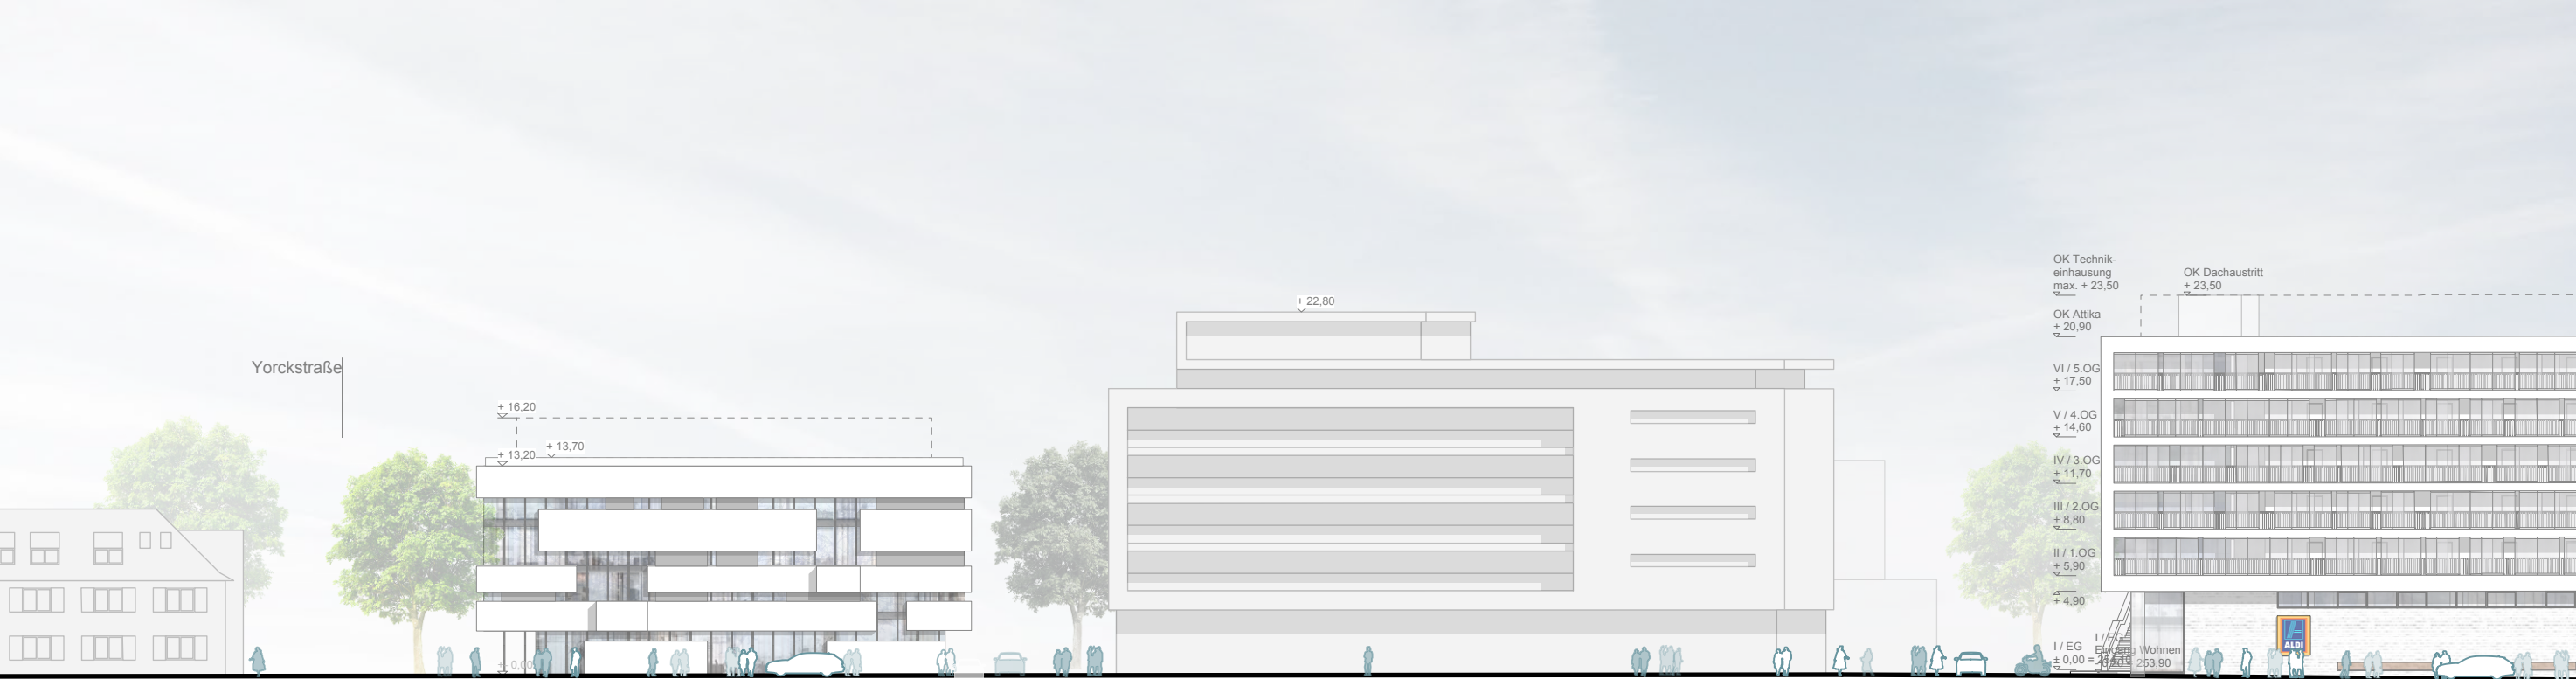 Yorckstraße
+ 16,20
+ 13,70
+ 13,20
+ 22,80
OK Technik-
einhausung
max. + 23,50
OK Dachaustritt
+ 23,50
OK Attika
+ 20,90
VI / 5.OG
+ 17,50
V / 4.OG
+ 14,60
IV / 3.OG
+ 11,70
III / 2.OG
+ 8,80
II / 1.OG
+ 5,90
+ 4,90
I / EG
± 0,00 =
I / EG
Eingang Wohnen
253,90
ALDI